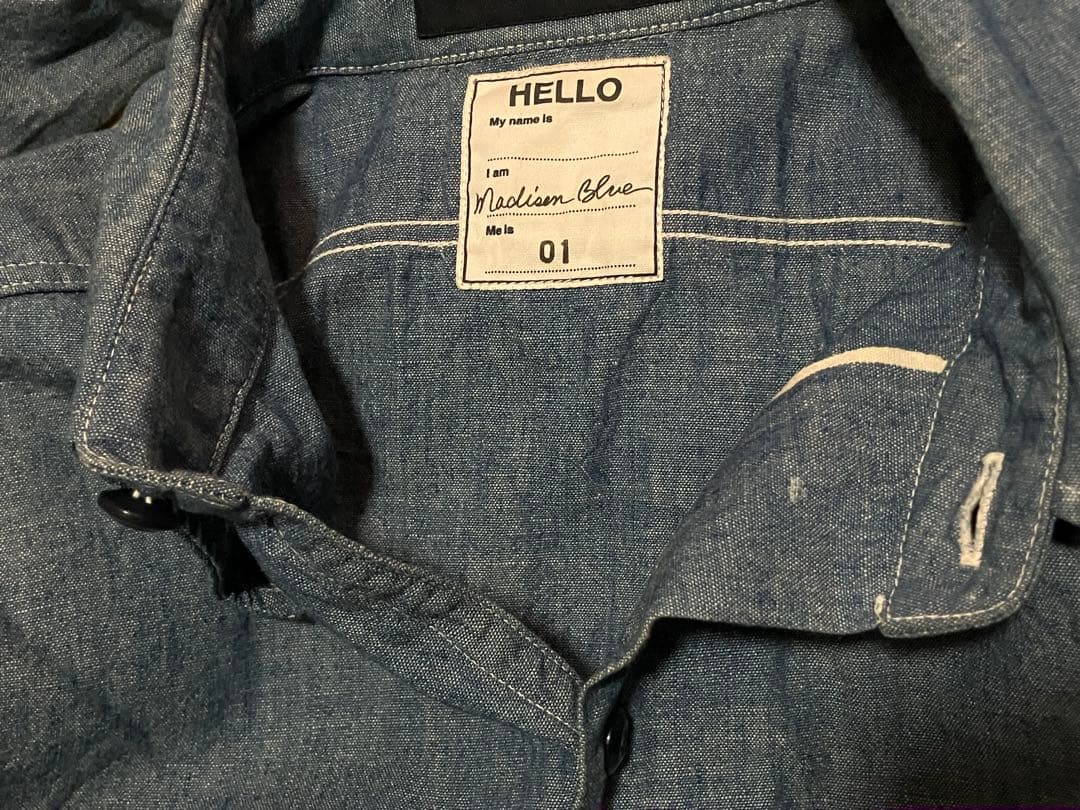 HELLO
My name is
I am
Madisen Blue
Me is
01